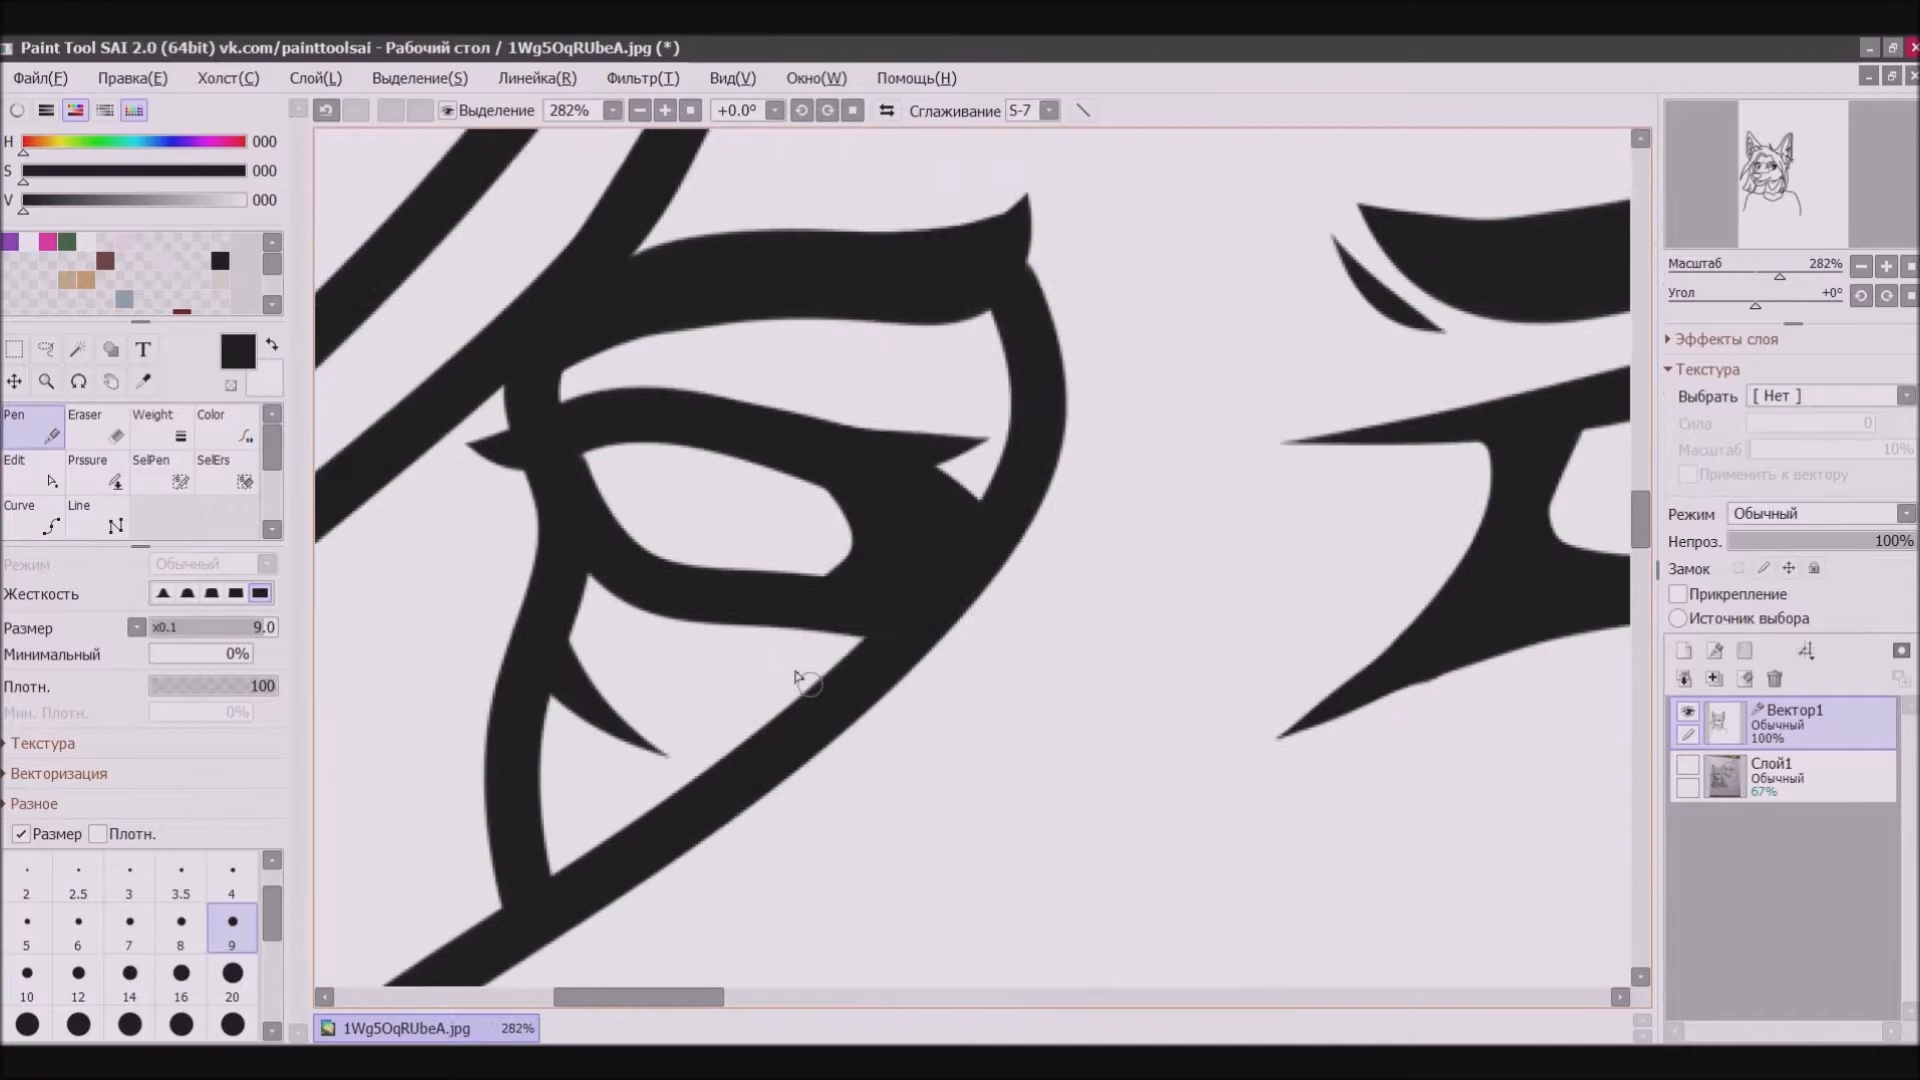 Paint Tool SAI 2.0 (64bit) vk.com/painttoolsai - Рабочий стол / 1Wg5OqRUbeA.jpg (*)
Файл(F) Правка(E) Холст(C) Слой(L) Выделение(S) Линейка(R) Фильтр(T) Вид(V) Окно(W) Помощь(H)
Выделение 282% +0.0° Сглаживание S-7
H 000
S 000
V 000
T
Pen Eraser Weight Color
Edit Prssure SelPen SelErs
Curve Line
Режим Обычный
Жесткость
Размер x0.1 9.0
Минимальный 0%
Плотн. 100
Мин. Плотн. 0%
Текстура
Векторизация
Разное
Размер Плотн.
2 2.5 3 3.5 4
5 6 7 8 9
10 12 14 16 20
1Wg5OqRUbeA.jpg 282%
Масштаб 282%
Угол +0°
Эффекты слоя
Текстура
Выбрать [ Нет ]
Сила 0
Масштаб 10%
Применить к вектору
Режим Обычный
Непроз. 100%
Замок
Прикрепление
Источник выбора
Вектор1
Обычный
100%
Слой1
Обычный
67%